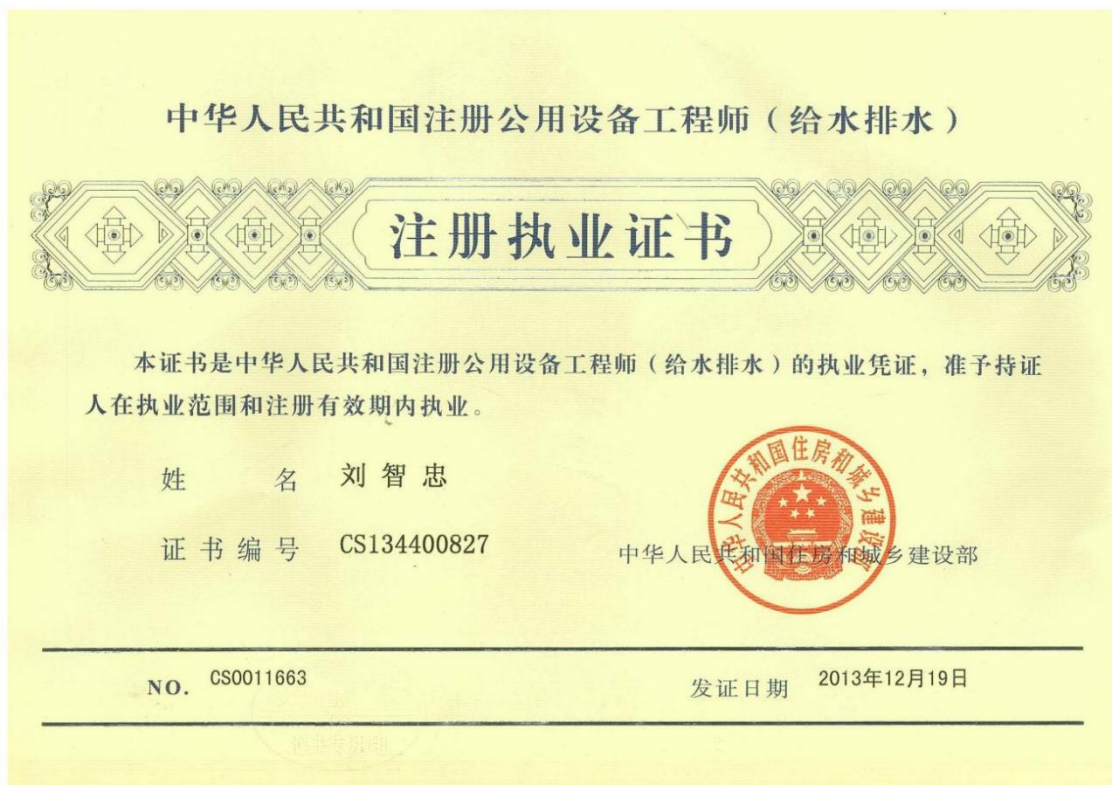 中华人民共和国注册公用设备工程师（给水排水）
注册执业证书
本证书是中华人民共和国注册公用设备工程师（给水排水）的执业凭证，准予持证
人在执业范围和注册有效期内执业。
姓 名 刘智忠
证书编号 CS134400827
中华人民共和国住房和城乡建设部
中华人民共和国住房和城乡建设部
NO. CS0011663
发证日期 2013年12月19日